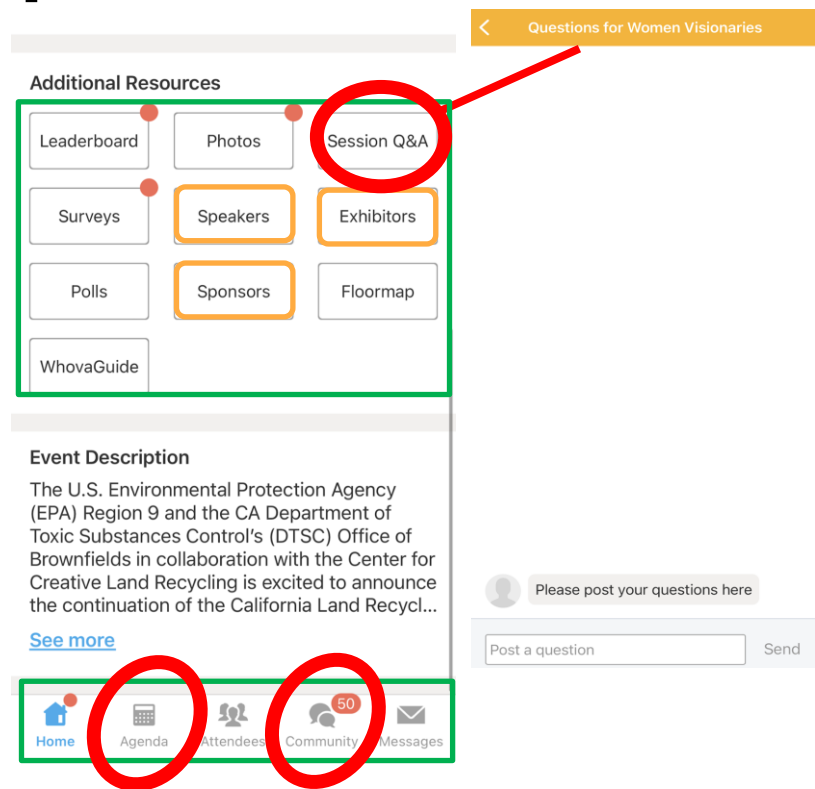 Questions for Women Visionaries
Additional Resources
Leaderboard
Photos
Session Q&A
Surveys
Speakers
Exhibitors
Polls
Sponsors
Floormap
WhovaGuide
Event Description
The U.S. Environmental Protection Agency
(EPA) Region 9 and the CA Department of
Toxic Substances Control's (DTSC) Office of
Brownfields in collaboration with the Center for
Creative Land Recycling is excited to announce
the continuation of the California Land Recycl...
See more
Please post your questions here
Post a question
Send
50
Home
Agenda
Attendees
Community
Messages